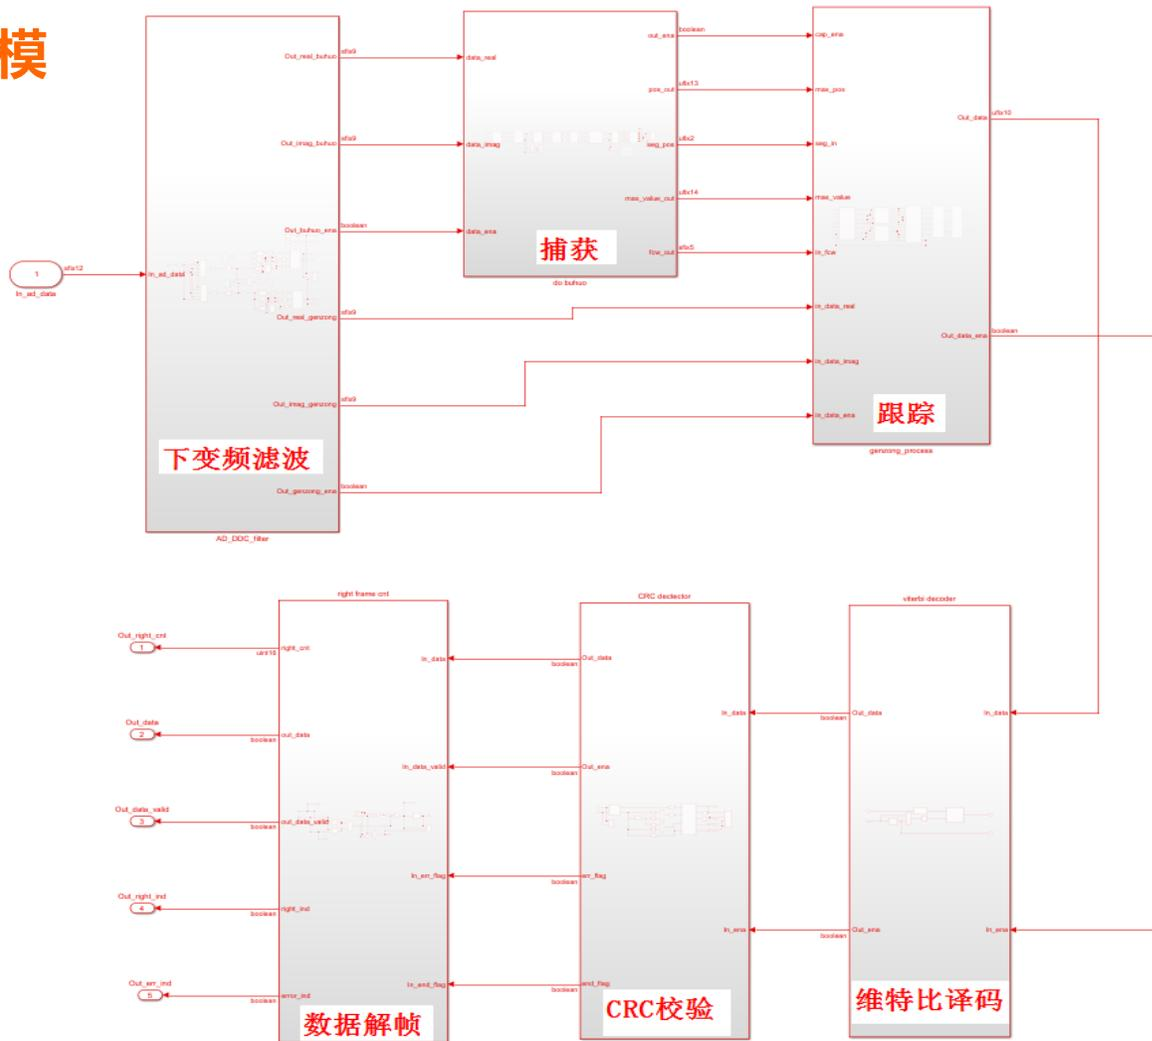 模
1
sfix12
In_ad_data
In_ad_data
Out_real_buhuo
sfix9
Out_imag_buhuo
sfix9
Out_buhuo_ena
boolean
Out_real_genzong
sfix9
Out_imag_genzong
sfix9
Out_genzong_ena
boolean
下变频滤波
AD_DDC_filter
data_real
data_imag
data_ena
out_ena
boolean
pos_out
ufix13
seg_pos
ufix2
max_value_out
ufix14
fcw_out
sfix5
捕获
do buhuo
cap_ena
max_pos
seg_in
max_value
in_fcw
in_data_real
in_data_imag
in_data_ena
Out_data
ufix10
Out_data_ena
boolean
跟踪
genzong_process
right frame cnt
Out_right_cnt
1
uint16
right_cnt
Out_data
2
boolean
out_data
Out_data_valid
3
boolean
out_data_valid
Out_right_ind
4
boolean
right_ind
Out_err_ind
5
boolean
error_ind
In_data
In_data_valid
In_err_flag
In_end_flag
数据解帧
CRC dectector
boolean
Out_data
boolean
Out_ena
boolean
err_flag
boolean
end_flag
In_data
In_ena
CRC校验
viterbi decoder
boolean
Out_data
boolean
Out_ena
In_data
In_ena
维特比译码